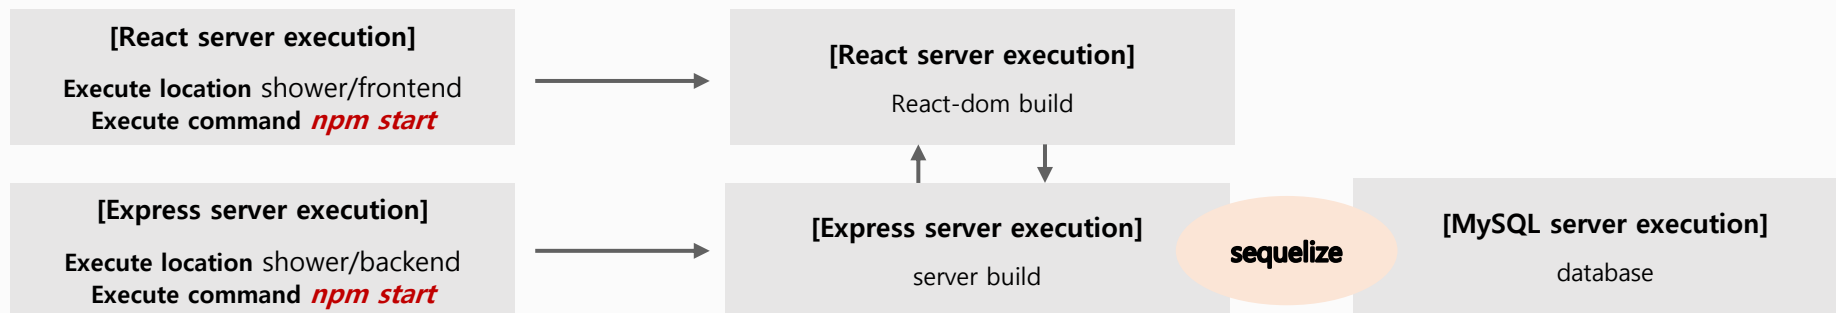 [React server execution]
Execute location shower/frontend
Execute command npm start
[React server execution]
React-dom build
[Express server execution]
Execute location shower/backend
Execute command npm start
[Express server execution]
server build
sequelize
[MySQL server execution]
database